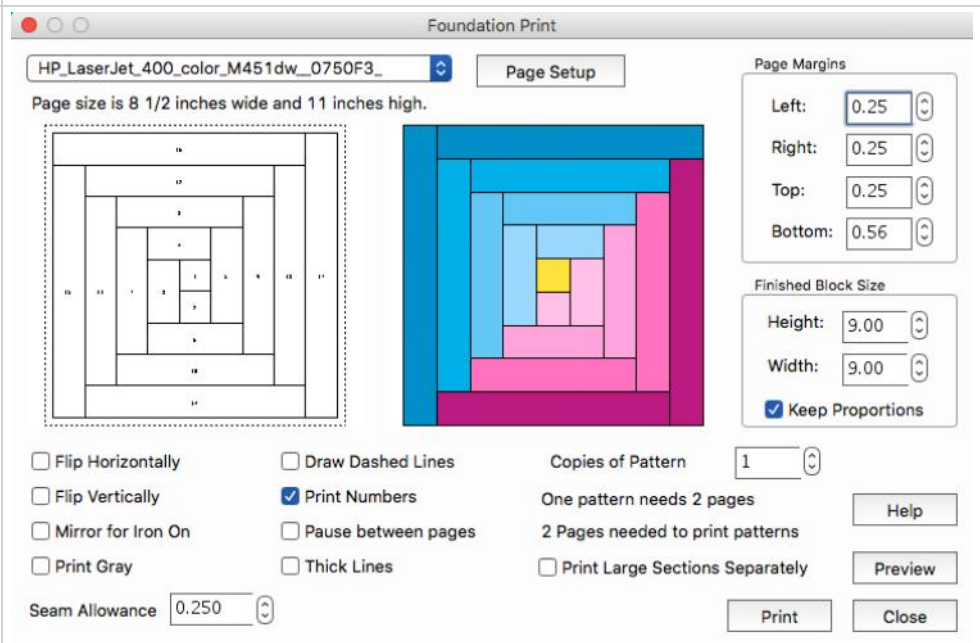 Foundation Print
HP_LaserJet_400_color_M451dw__0750F3_
Page Setup
Page size is 8 1/2 inches wide and 11 inches high.
Page Margins
Left: 0.25
Right: 0.25
Top: 0.25
Bottom: 0.56
Finished Block Size
Height: 9.00
Width: 9.00
Keep Proportions
Flip Horizontally
Flip Vertically
Mirror for Iron On
Print Gray
Seam Allowance 0.250
Draw Dashed Lines
Print Numbers
Pause between pages
Thick Lines
Copies of Pattern 1
One pattern needs 2 pages
2 Pages needed to print patterns
Print Large Sections Separately
Help
Preview
Print
Close